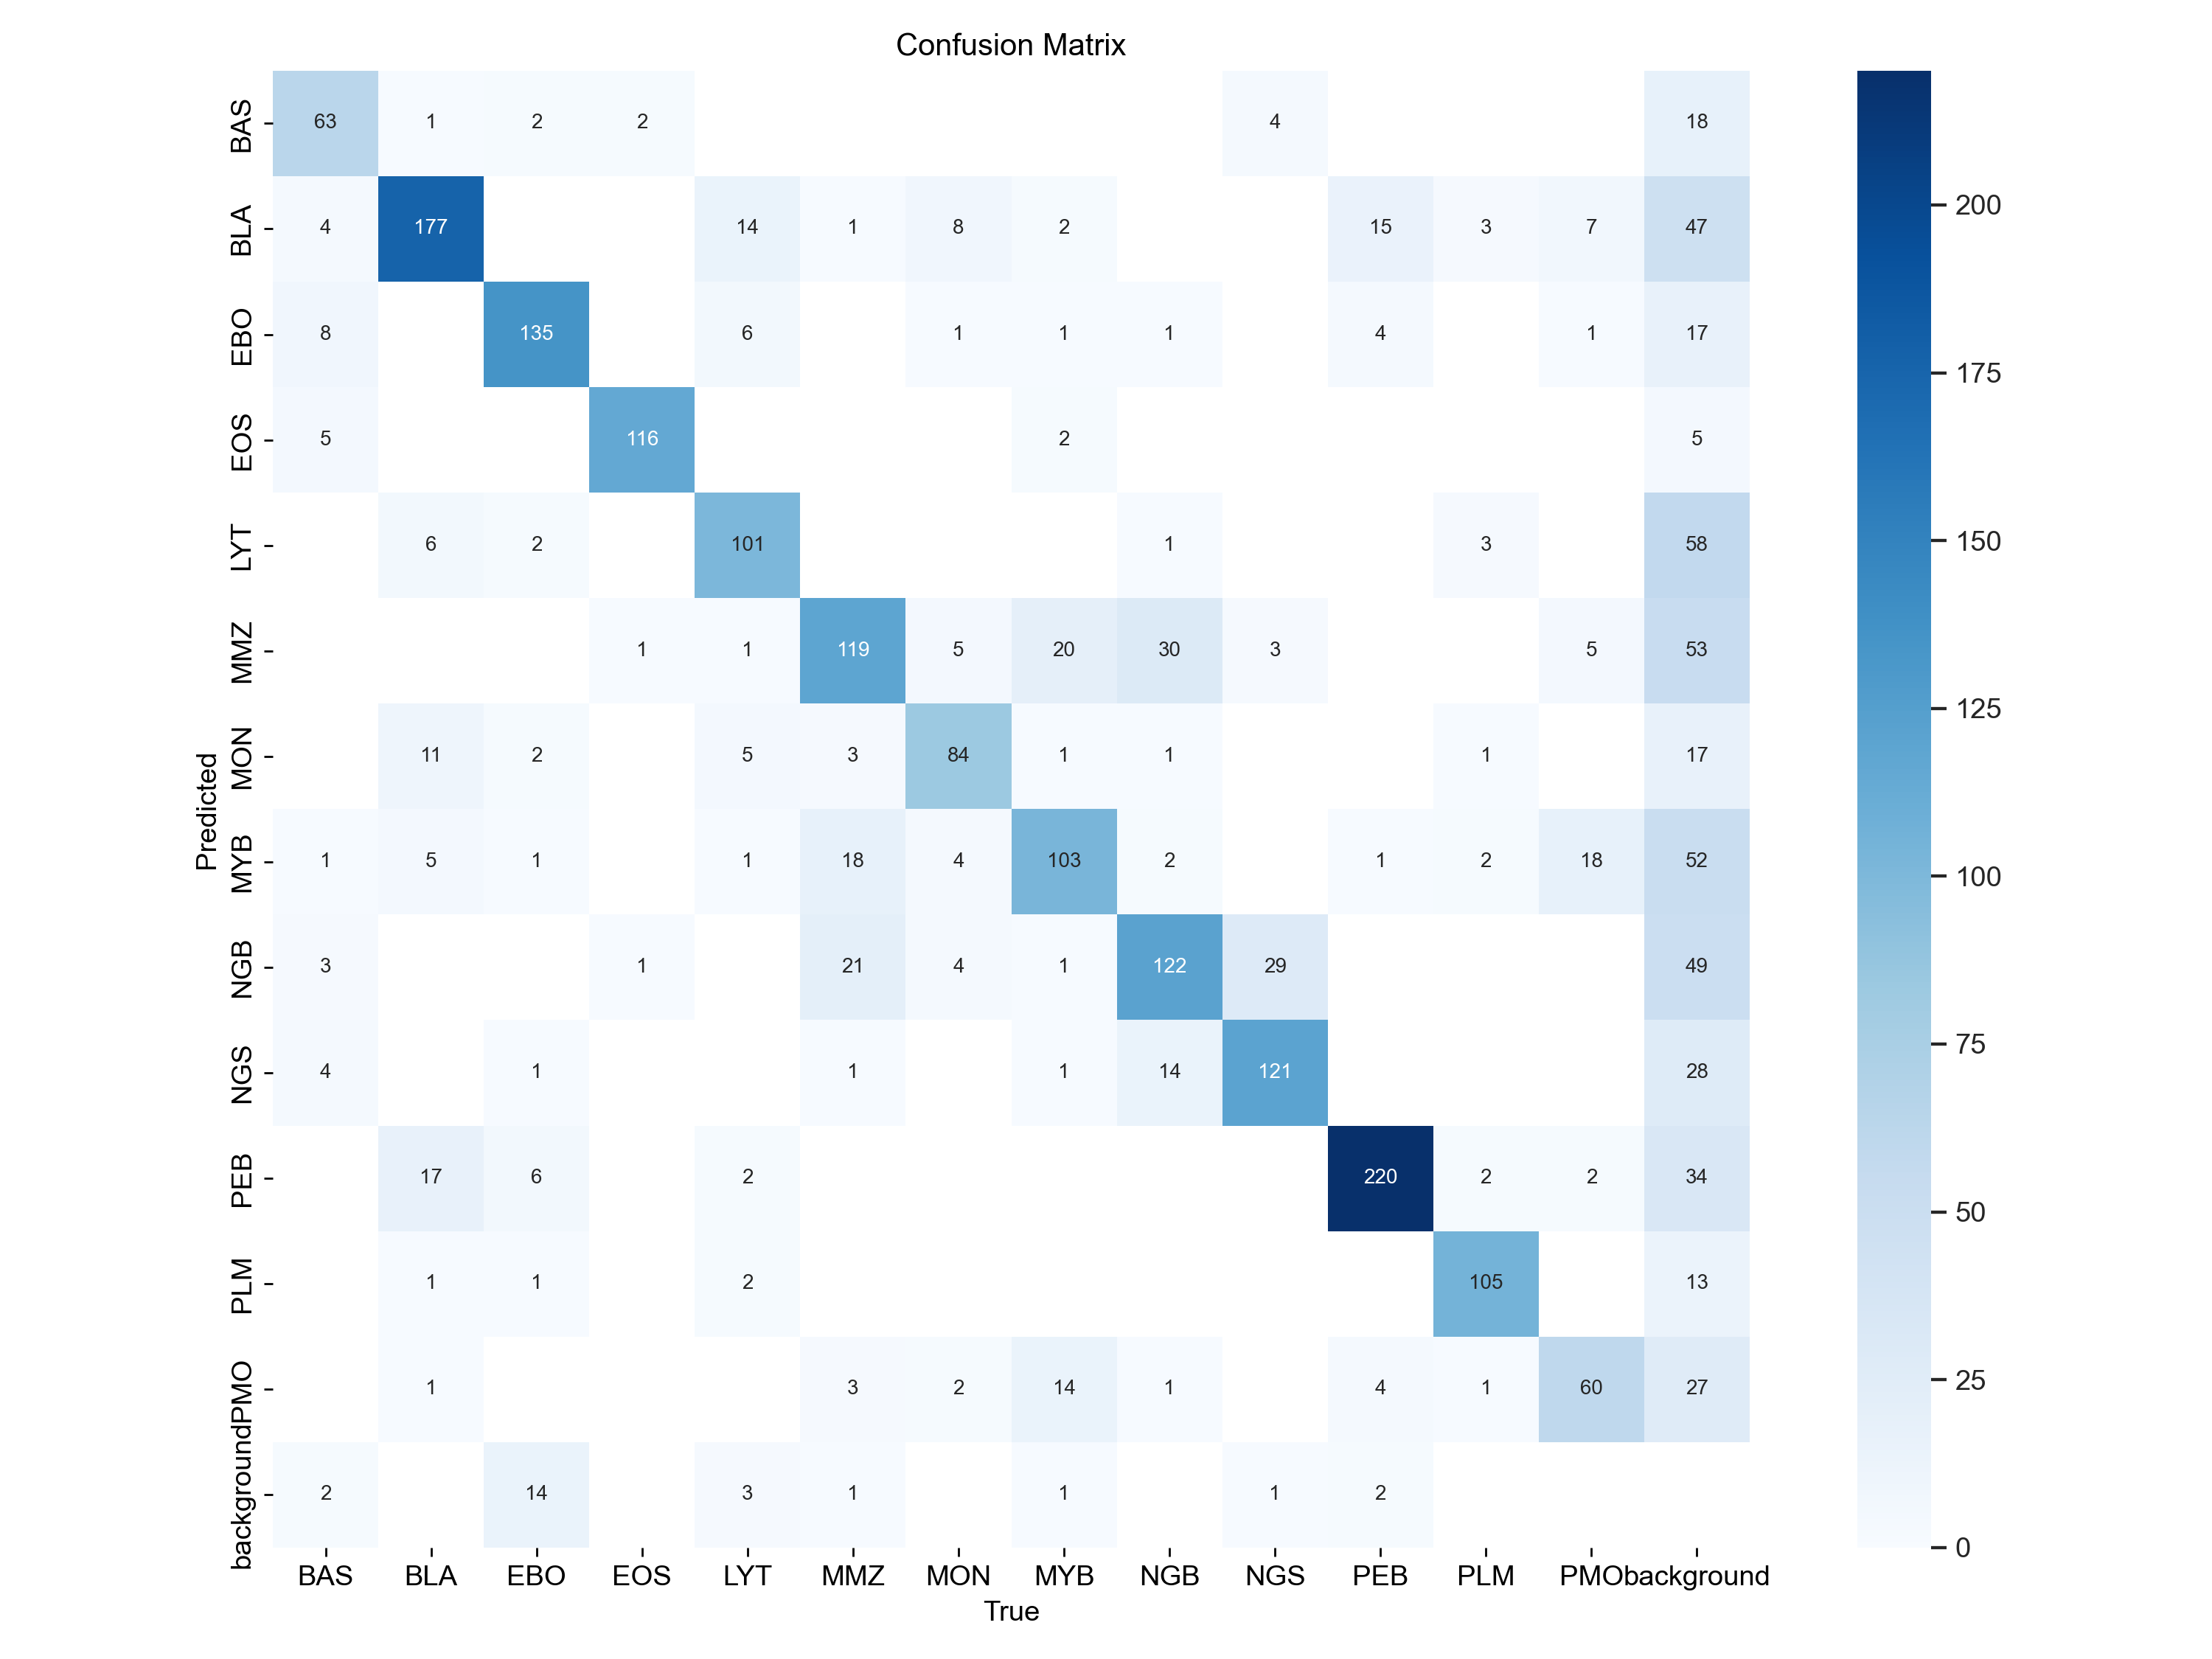 Confusion Matrix
BAS 63 1 2 2 4 18
BLA 4 177 14 1 8 2 15 3 7 47 200
EBO 8 135 6 1 1 1 4 1 17 175
EOS 5 116 2 5
LYT 6 2 101 1 3 58 150
MMZ 1 1 119 5 20 30 3 5 53 125
MON 11 2 5 3 84 1 1 1 17
Predicted
MYB 1 5 1 1 18 4 103 2 1 2 18 52 100
NGB 3 1 21 4 1 122 29 49
NGS 4 1 1 1 14 121 28 75
PEB 17 6 2 220 2 2 34 50
PLM 1 1 2 105 13
PMO 1 3 2 14 1 4 1 60 27 25
background 2 14 3 1 1 1 2 0
BAS BLA EBO EOS LYT MMZ MON MYB NGB NGS PEB PLM PMO background
True